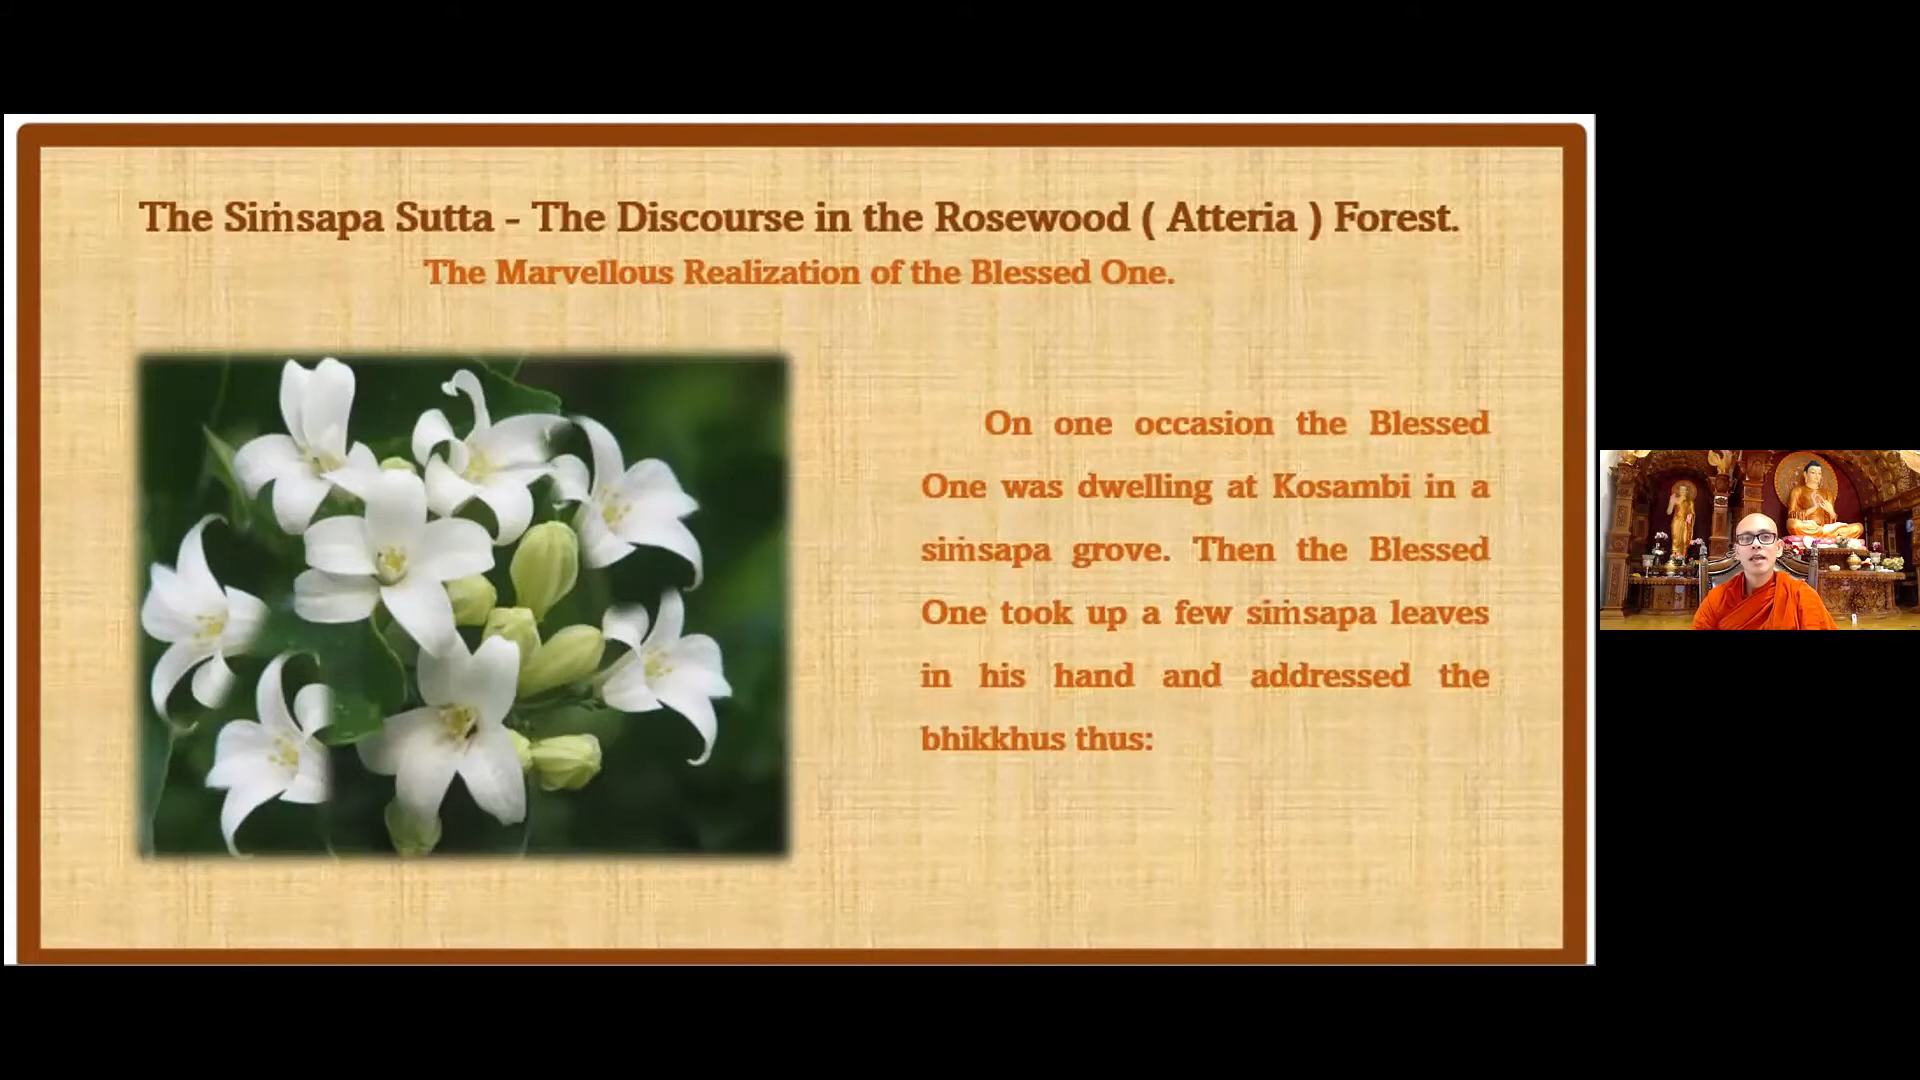 The Siṁsapa Sutta - The Discourse in the Rosewood ( Atteria ) Forest.
The Marvellous Realization of the Blessed One.
On one occasion the Blessed
One was dwelling at Kosambi in a
siṁsapa grove. Then the Blessed
One took up a few siṁsapa leaves
in his hand and addressed the
bhikkhus thus: